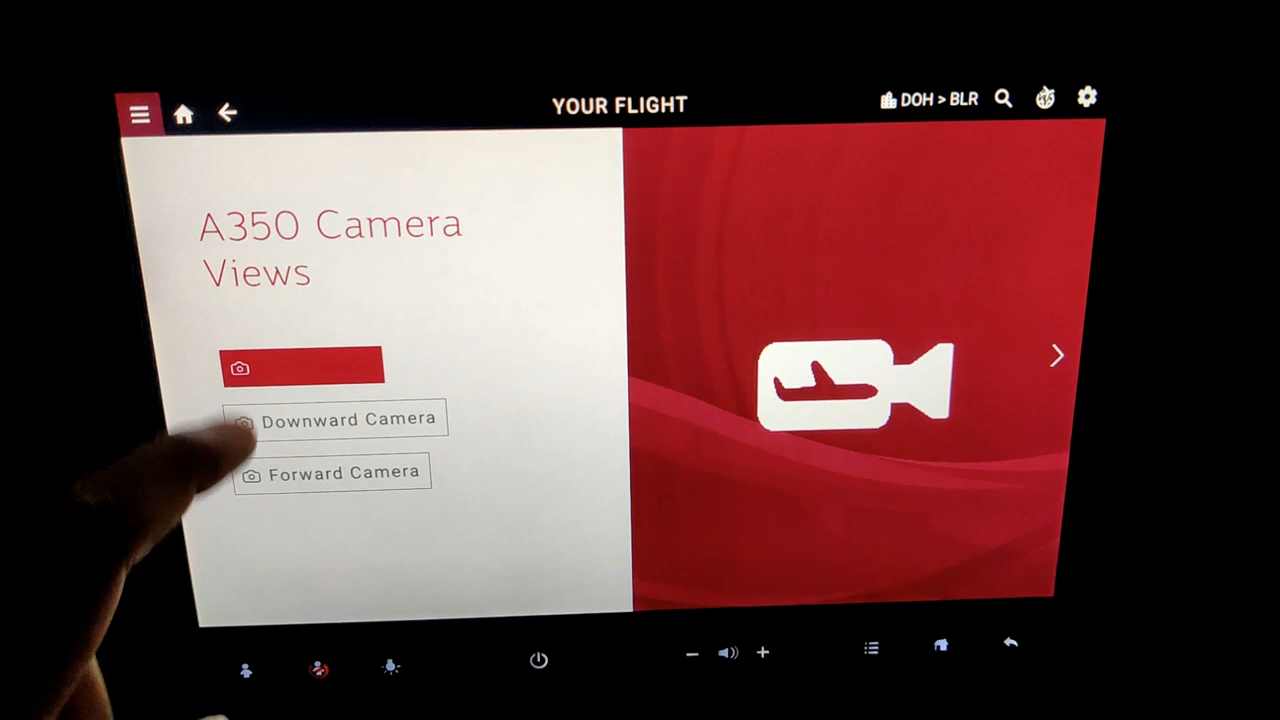 YOUR FLIGHT
DOH > BLR
A350 Camera
Views
Downward Camera
Forward Camera